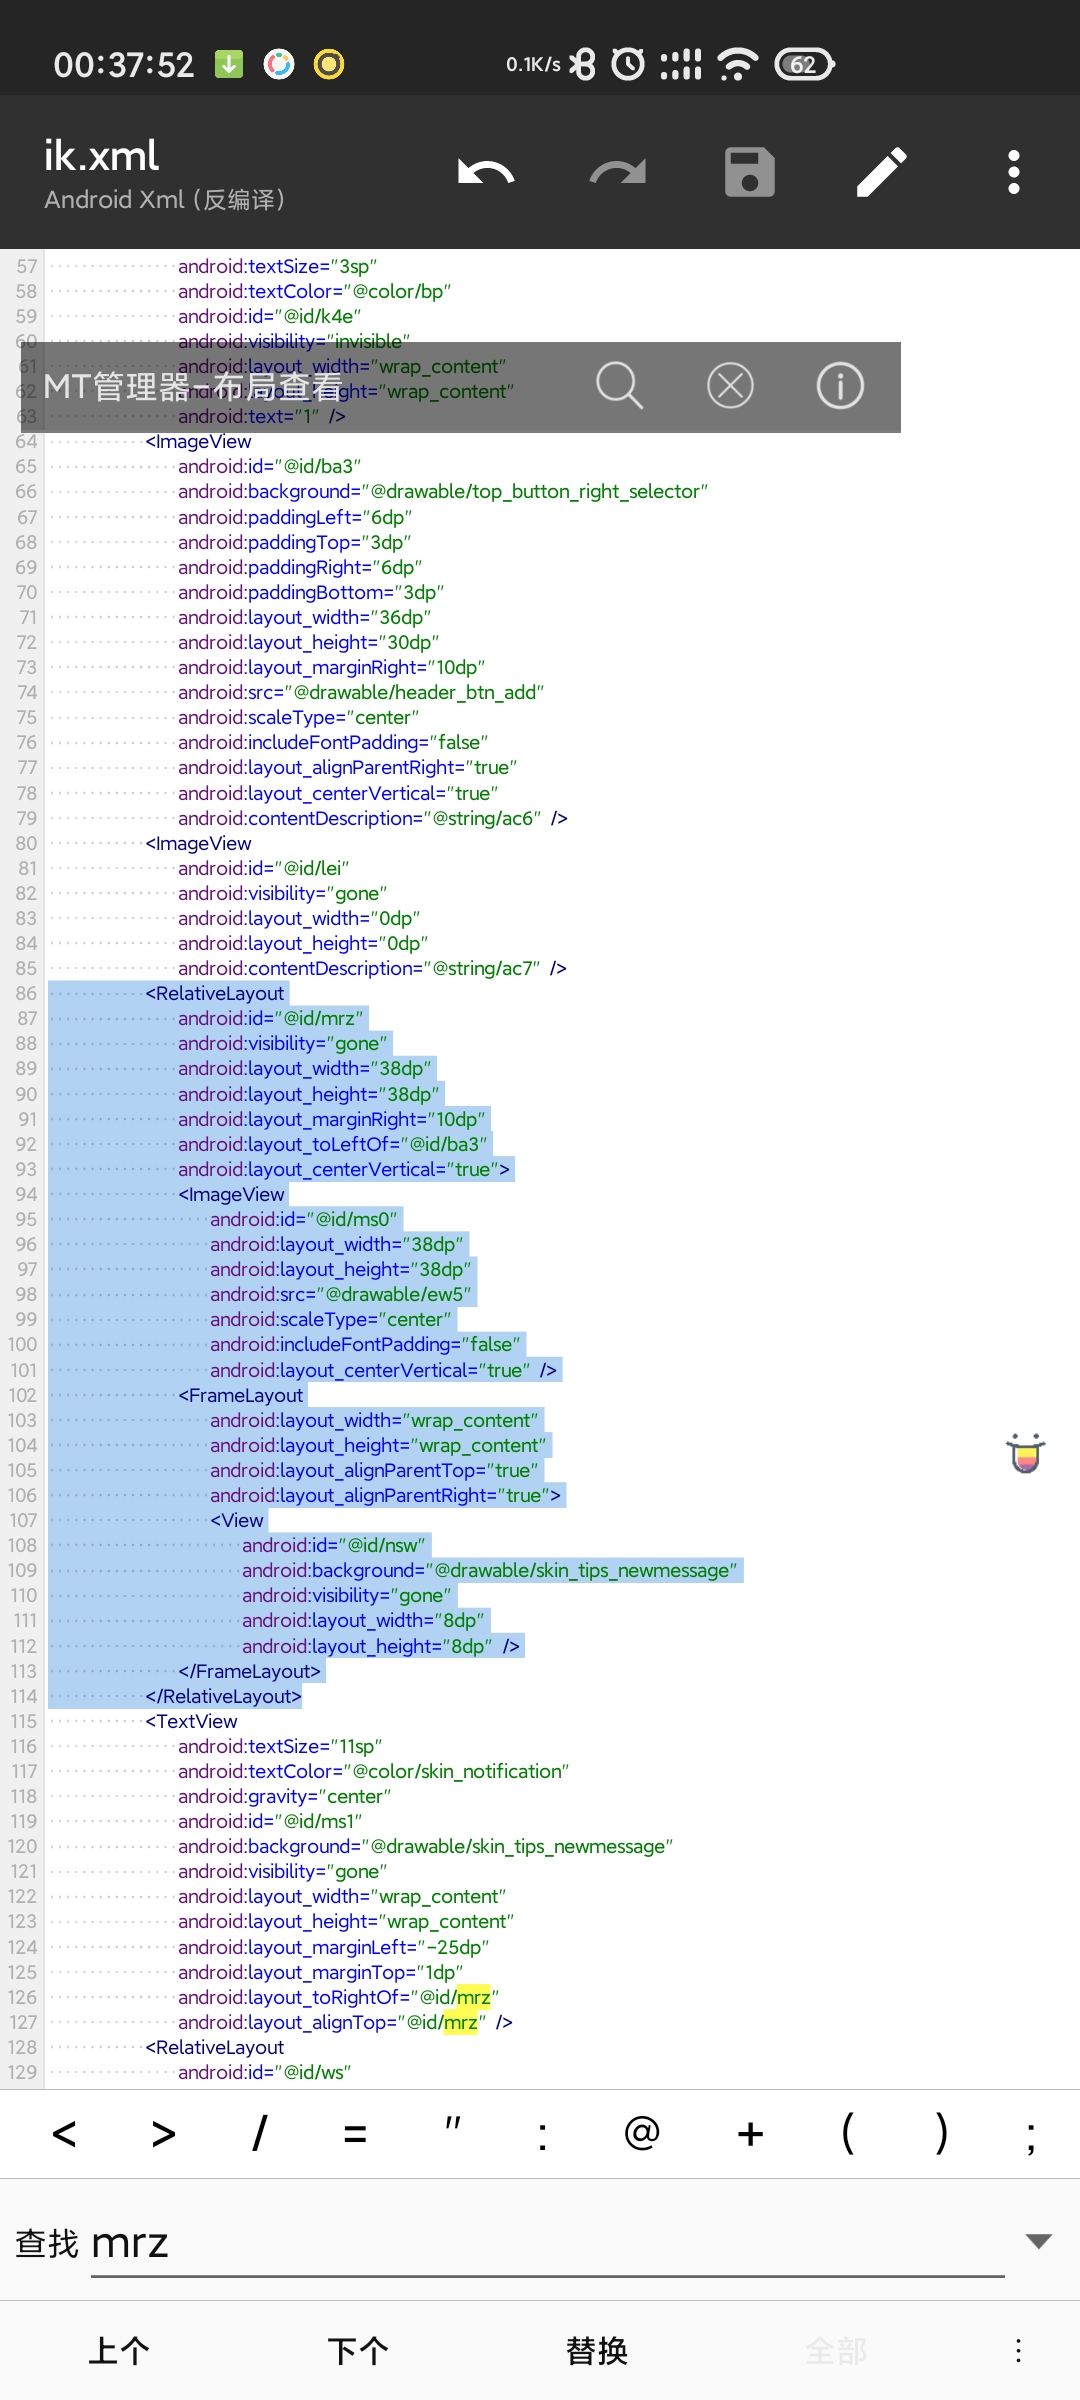 00:37:52 0.1K/s 62
ik.xml
Android Xml (反编译)
57 android:textSize="3sp"
58 android:textColor="@color/bp"
59 android:id="@id/k4e"
60 android:visibility="invisible"
61 android:layout_width="wrap_content"
MT管理器-布局查看
62 android:layout_height="wrap_content"
63 android:text="1" />
64 <ImageView
65 android:id="@id/ba3"
66 android:background="@drawable/top_button_right_selector"
67 android:paddingLeft="6dp"
68 android:paddingTop="3dp"
69 android:paddingRight="6dp"
70 android:paddingBottom="3dp"
71 android:layout_width="36dp"
72 android:layout_height="30dp"
73 android:layout_marginRight="10dp"
74 android:src="@drawable/header_btn_add"
75 android:scaleType="center"
76 android:includeFontPadding="false"
77 android:layout_alignParentRight="true"
78 android:layout_centerVertical="true"
79 android:contentDescription="@string/ac6" />
80 <ImageView
81 android:id="@id/lei"
82 android:visibility="gone"
83 android:layout_width="0dp"
84 android:layout_height="0dp"
85 android:contentDescription="@string/ac7" />
86 <RelativeLayout
87 android:id="@id/mrz"
88 android:visibility="gone"
89 android:layout_width="38dp"
90 android:layout_height="38dp"
91 android:layout_marginRight="10dp"
92 android:layout_toLeftOf="@id/ba3"
93 android:layout_centerVertical="true">
94 <ImageView
95 android:id="@id/ms0"
96 android:layout_width="38dp"
97 android:layout_height="38dp"
98 android:src="@drawable/ew5"
99 android:scaleType="center"
100 android:includeFontPadding="false"
101 android:layout_centerVertical="true" />
102 <FrameLayout
103 android:layout_width="wrap_content"
104 android:layout_height="wrap_content"
105 android:layout_alignParentTop="true"
106 android:layout_alignParentRight="true">
107 <View
108 android:id="@id/nsw"
109 android:background="@drawable/skin_tips_newmessage"
110 android:visibility="gone"
111 android:layout_width="8dp"
112 android:layout_height="8dp" />
113 </FrameLayout>
114 </RelativeLayout>
115 <TextView
116 android:textSize="11sp"
117 android:textColor="@color/skin_notification"
118 android:gravity="center"
119 android:id="@id/ms1"
120 android:background="@drawable/skin_tips_newmessage"
121 android:visibility="gone"
122 android:layout_width="wrap_content"
123 android:layout_height="wrap_content"
124 android:layout_marginLeft="-25dp"
125 android:layout_marginTop="1dp"
126 android:layout_toRightOf="@id/mrz"
127 android:layout_alignTop="@id/mrz" />
128 <RelativeLayout
129 android:id="@id/ws"
< > / = " : @ + ( ) ;
查找 mrz
上个 下个 替换 全部